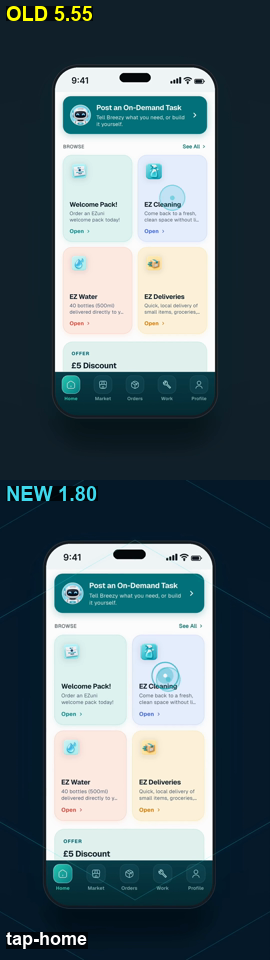 OLD 5.55
9:41
Post an On-Demand Task
Tell Breezy what you need, or build
it yourself.
BROWSE
See All ›
Welcome Pack!
Order an EZuni
welcome pack today!
Open ›
EZ Cleaning
Come back to a fresh,
clean space without li...
Open ›
EZ Water
40 bottles (500ml)
delivered directly to y...
Open ›
EZ Deliveries
Quick, local delivery of
small items, groceries,...
Open ›
OFFER
£5 Discount
Home
Market
Orders
Work
Profile
NEW 1.80
9:41
Post an On-Demand Task
Tell Breezy what you need, or build
it yourself.
BROWSE
See All ›
Welcome Pack!
Order an EZuni
welcome pack today!
Open ›
EZ Cleaning
Come back to a fresh,
clean space without li...
Open ›
EZ Water
40 bottles (500ml)
delivered directly to y...
Open ›
EZ Deliveries
Quick, local delivery of
small items, groceries,...
Open ›
OFFER
£5 Discount
Home
Market
Orders
Work
Profile
tap-home